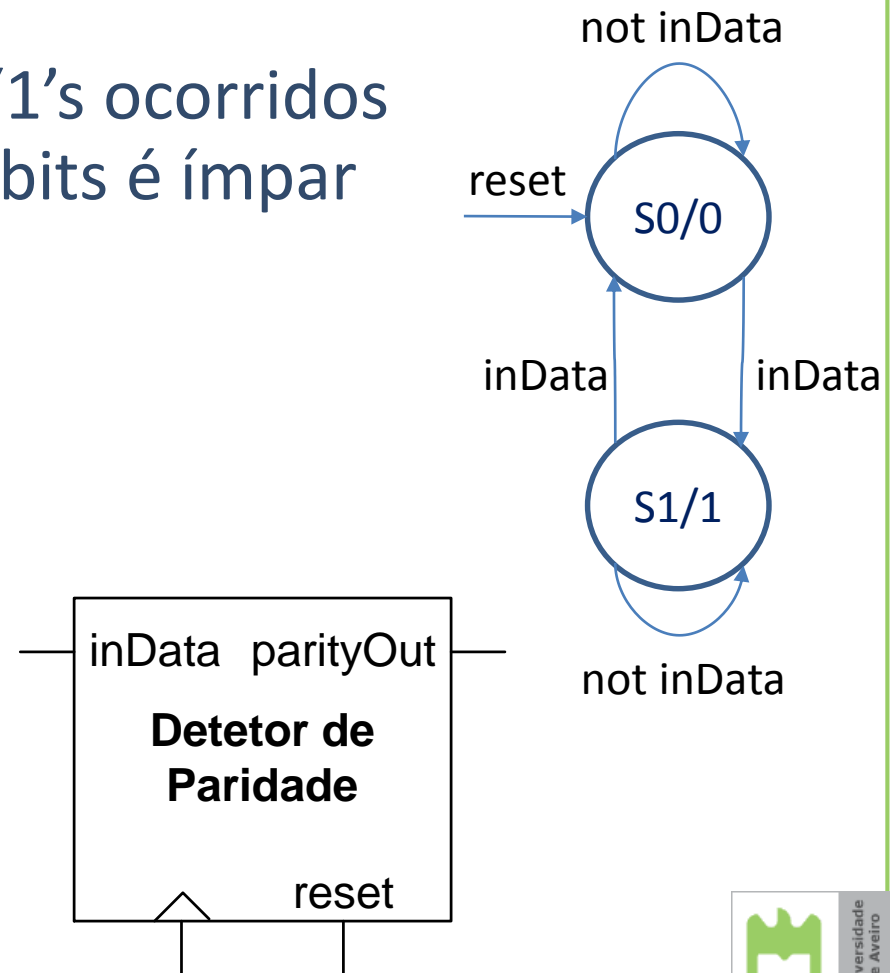 not inData
1's ocorridos
bits é ímpar
reset
S0/0
inData
inData
S1/1
not inData
inData parityOut
Detetor de
Paridade
reset